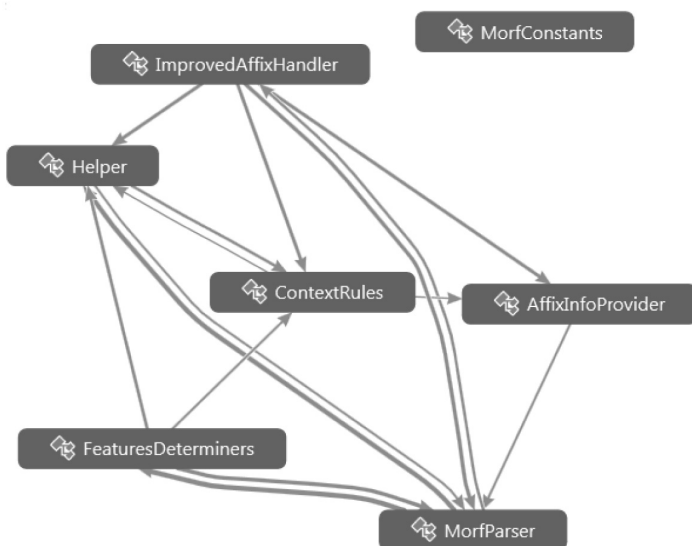 MorfConstants
ImprovedAffixHandler
Helper
ContextRules
AffixInfoProvider
FeaturesDeterminers
MorfParser